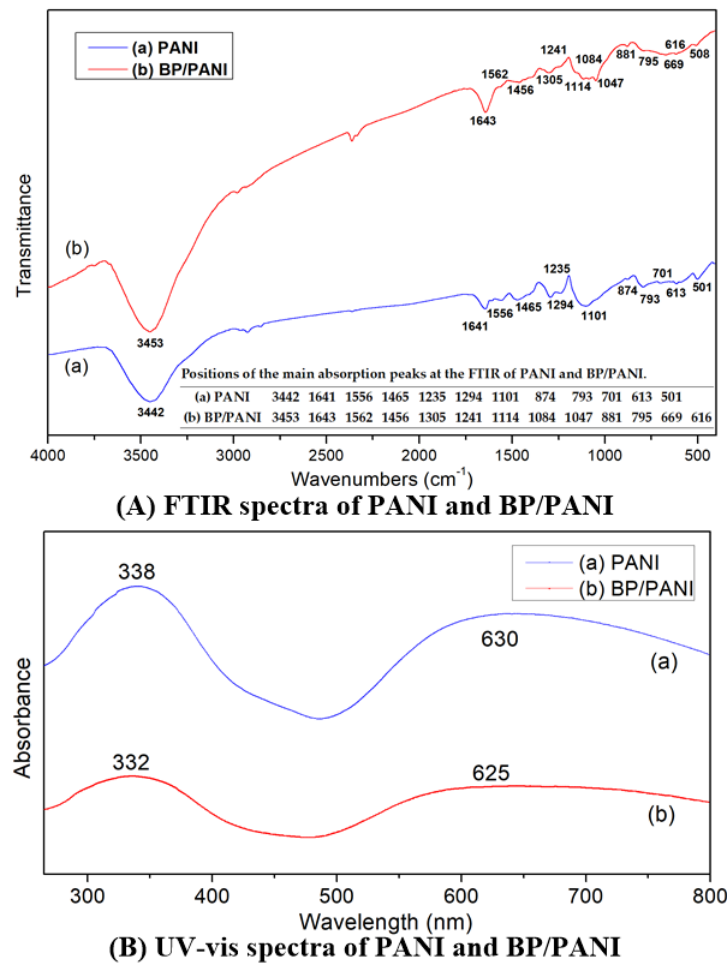 (a) PANI
(b) BP/PANI
1241
1084
616
1562
881
795
508
1456
1305
669
1114
1047
1643
Transmittance
(b)
1235
701
1465
874
1556
1294
793
613
501
1641
1101
3453
(a)
Positions of the main absorption peaks at the FTIR of PANI and BP/PANI.
(a) PANI 3442 1641 1556 1465 1235 1294 1101 874 793 701 613 501
(b) BP/PANI 3453 1643 1562 1456 1305 1241 1114 1084 1047 881 795 669 616
3442
4000 3500 3000 2500 2000 1500 1000 500
Wavenumbers (cm⁻¹)
(A) FTIR spectra of PANI and BP/PANI
338
(a) PANI
(b) BP/PANI
630
(a)
Absorbance
332
625
(b)
300 400 500 600 700 800
Wavelength (nm)
(B) UV-vis spectra of PANI and BP/PANI